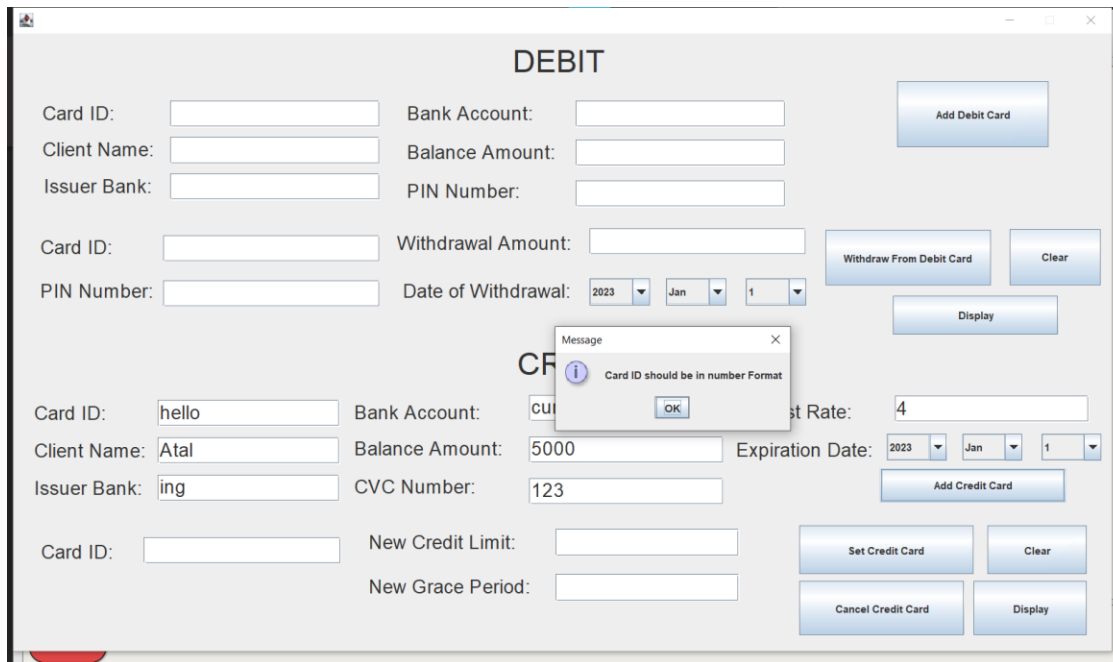 DEBIT
Card ID: Bank Account: Add Debit Card
Client Name: Balance Amount:
Issuer Bank: PIN Number:
Card ID: Withdrawal Amount: Withdraw From Debit Card Clear
PIN Number: Date of Withdrawal: 2023 Jan 1
Display
Message
Card ID should be in number Format
OK
CR
Card ID: hello Bank Account: st Rate: 4
Client Name: Atal Balance Amount: 5000 Expiration Date: 2023 Jan 1
Issuer Bank: ing CVC Number: 123 Add Credit Card
Card ID: New Credit Limit: Set Credit Card Clear
New Grace Period: Cancel Credit Card Display